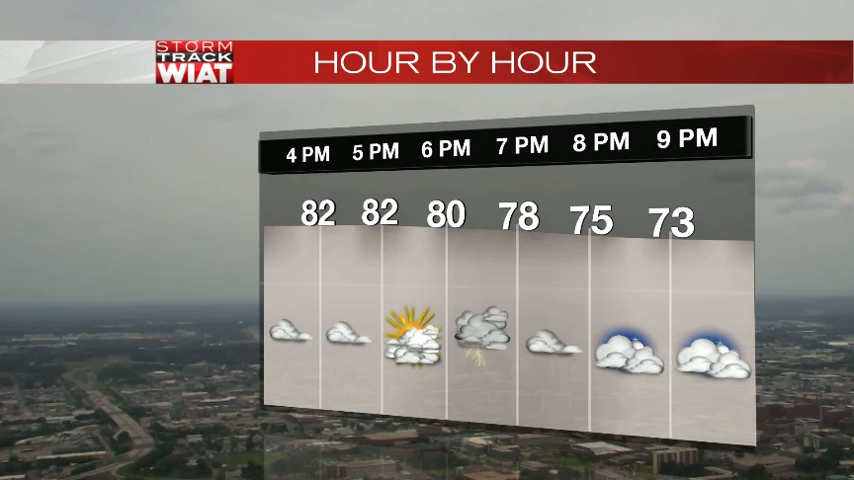 STORM
TRACK
WIAT
HOUR BY HOUR
4 PM 5 PM 6 PM 7 PM 8 PM 9 PM
82 82 80 78 75 73